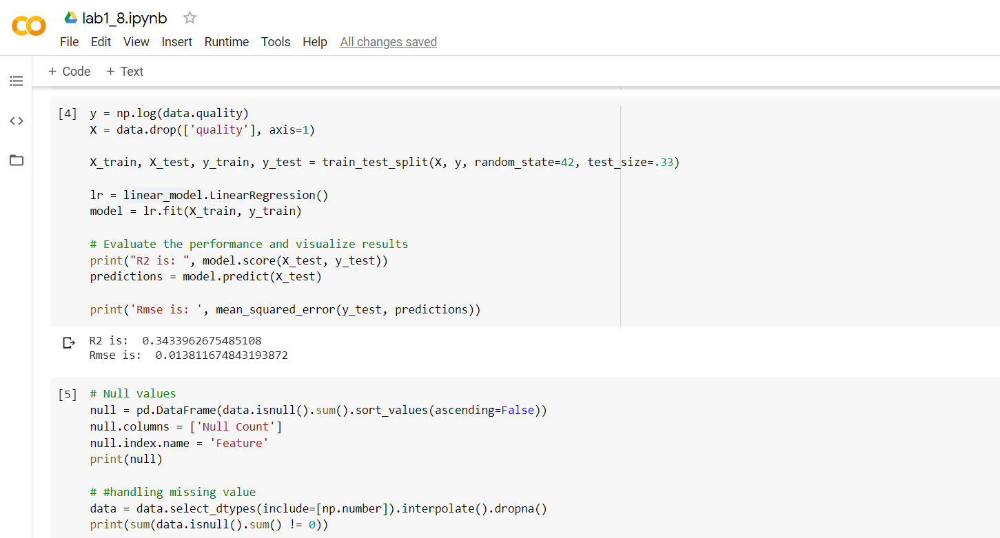 CO lab1_8.ipynb
File Edit View Insert Runtime Tools Help All changes saved
+ Code + Text
[4] y = np.log(data.quality)
X = data.drop(['quality'], axis=1)
X_train, X_test, y_train, y_test = train_test_split(X, y, random_state=42, test_size=.33)
lr = linear_model.LinearRegression()
model = lr.fit(X_train, y_train)
# Evaluate the performance and visualize results
print("R2 is: ", model.score(X_test, y_test))
predictions = model.predict(X_test)
print('Rmse is: ', mean_squared_error(y_test, predictions))
R2 is:  0.3433962675485108
Rmse is:  0.013811674843193872
[5] # Null values
null = pd.DataFrame(data.isnull().sum().sort_values(ascending=False))
null.columns = ['Null Count']
null.index.name = 'Feature'
print(null)
# #handling missing value
data = data.select_dtypes(include=[np.number]).interpolate().dropna()
print(sum(data.isnull().sum() != 0))